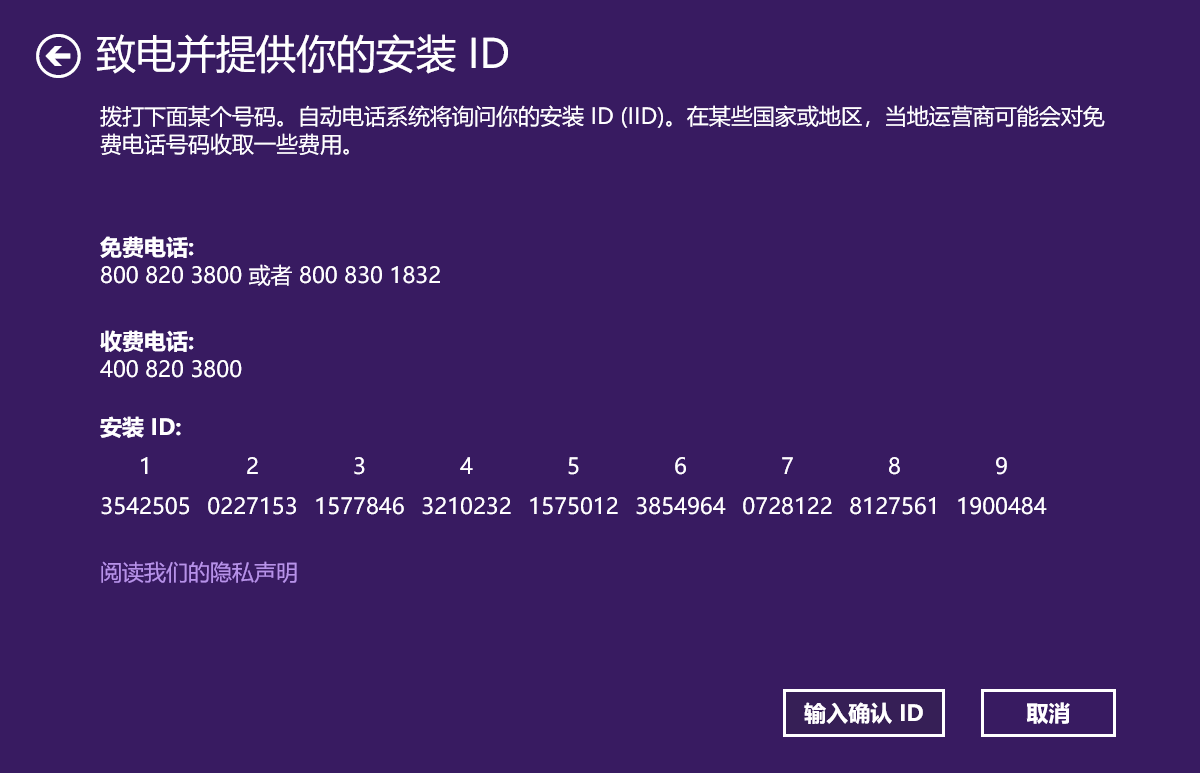 致电并提供你的安装 ID
拨打下面某个号码。自动电话系统将询问你的安装 ID (IID)。在某些国家或地区，当地运营商可能会对免
费电话号码收取一些费用。
免费电话:
800 820 3800 或者 800 830 1832
收费电话:
400 820 3800
安装 ID:
1 2 3 4 5 6 7 8 9
3542505 0227153 1577846 3210232 1575012 3854964 0728122 8127561 1900484
阅读我们的隐私声明
输入确认 ID 取消